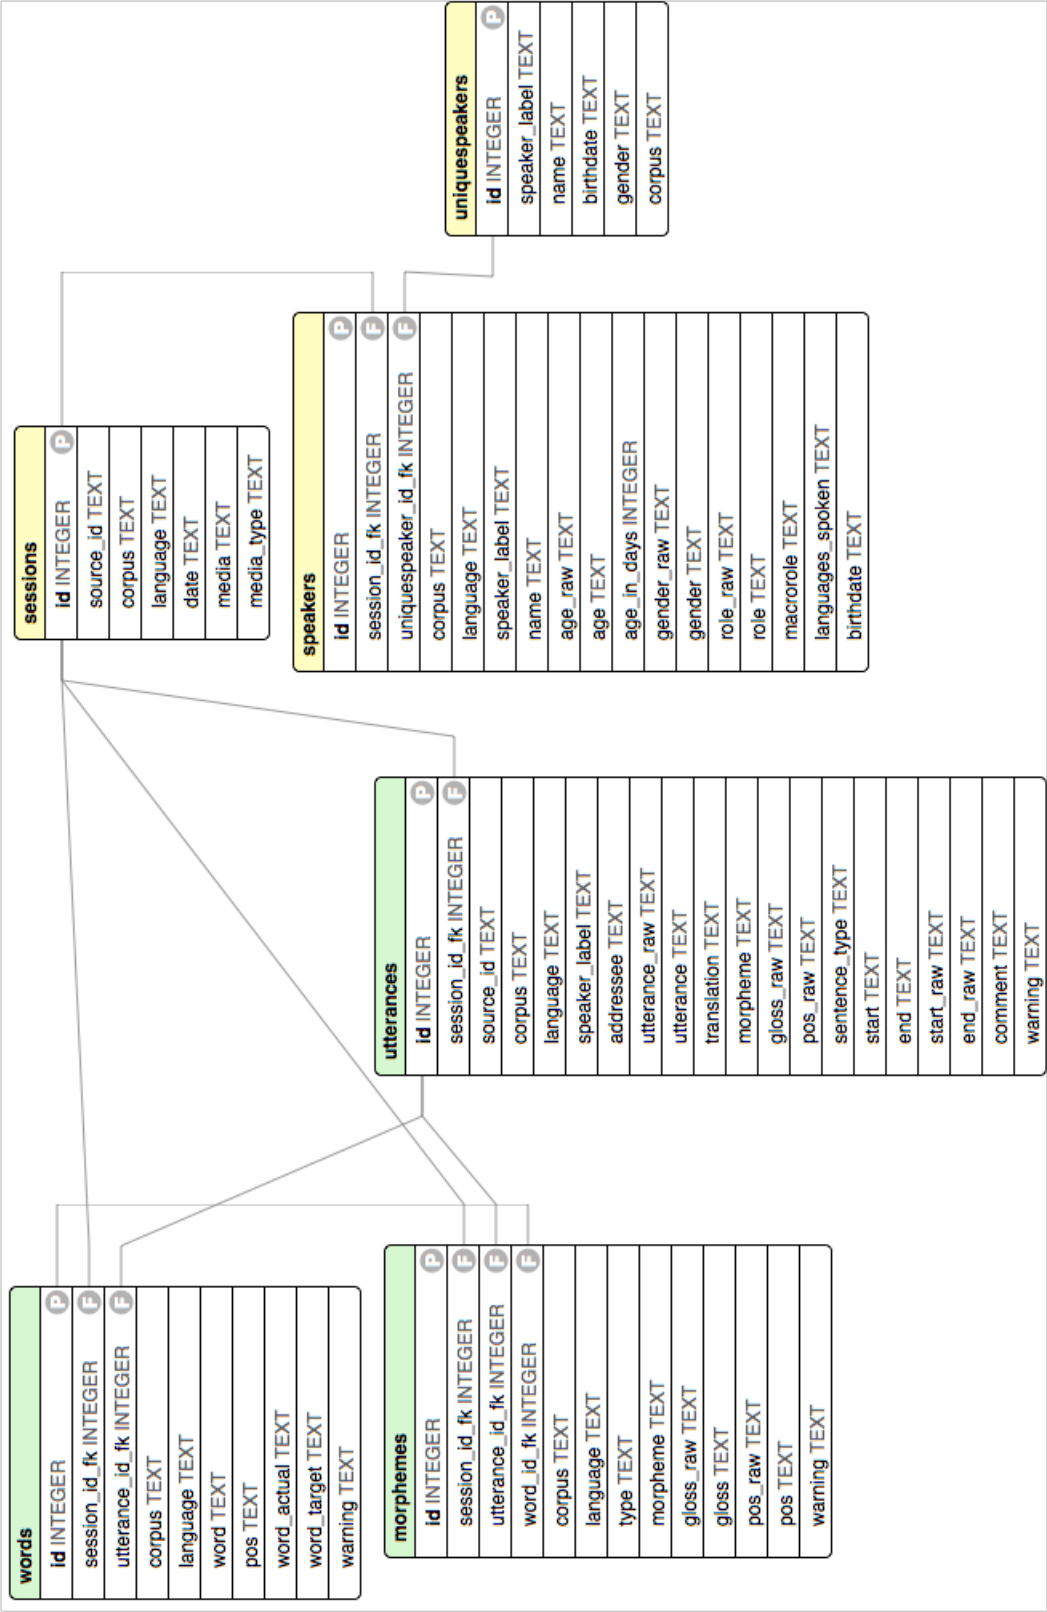 words
id INTEGER P
session_id_fk INTEGER F
utterance_id_fk INTEGER F
corpus TEXT
language TEXT
word TEXT
pos TEXT
word_actual TEXT
word_target TEXT
warning TEXT
morphemes
id INTEGER P
session_id_fk INTEGER F
utterance_id_fk INTEGER F
word_id_fk INTEGER F
corpus TEXT
language TEXT
type TEXT
morpheme TEXT
gloss_raw TEXT
gloss TEXT
pos_raw TEXT
pos TEXT
warning TEXT
utterances
id INTEGER P
session_id_fk INTEGER F
source_id TEXT
corpus TEXT
language TEXT
speaker_label TEXT
addressee TEXT
utterance_raw TEXT
utterance TEXT
translation TEXT
morpheme TEXT
gloss_raw TEXT
pos_raw TEXT
sentence_type TEXT
start TEXT
end TEXT
start_raw TEXT
end_raw TEXT
comment TEXT
warning TEXT
sessions
id INTEGER P
source_id TEXT
corpus TEXT
language TEXT
date TEXT
media TEXT
media_type TEXT
speakers
id INTEGER P
session_id_fk INTEGER F
uniquespeaker_id_fk INTEGER F
corpus TEXT
language TEXT
speaker_label TEXT
name TEXT
age_raw TEXT
age TEXT
age_in_days INTEGER
gender_raw TEXT
gender TEXT
role_raw TEXT
role TEXT
macrorole TEXT
languages_spoken TEXT
birthdate TEXT
uniquespeakers
id INTEGER P
speaker_label TEXT
name TEXT
birthdate TEXT
gender TEXT
corpus TEXT